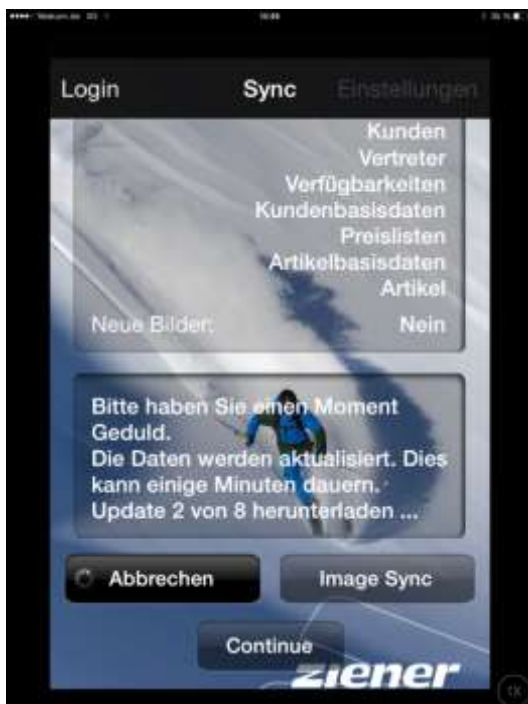 Login Sync Einstellungen
Kunden
Vertreter
Verfügbarkeiten
Kundenbasisdaten
Preislisten
Artikelbasisdaten
Artikel
Neue Bilder: Nein
Bitte haben Sie einen Moment
Geduld.
Die Daten werden aktualisiert. Dies
kann einige Minuten dauern.
Update 2 von 8 herunterladen ...
Abbrechen Image Sync
Continue
ziener